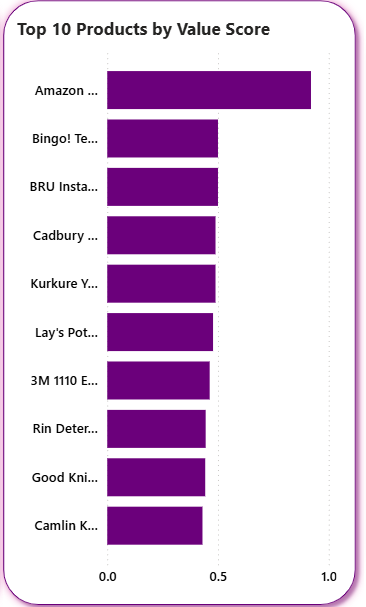 Top 10 Products by Value Score
Amazon ...
Bingo! Te...
BRU Insta...
Cadbury ...
Kurkure Y...
Lay's Pot...
3M 1110 E...
Rin Deter...
Good Kni...
Camlin K...
0.0 0.5 1.0